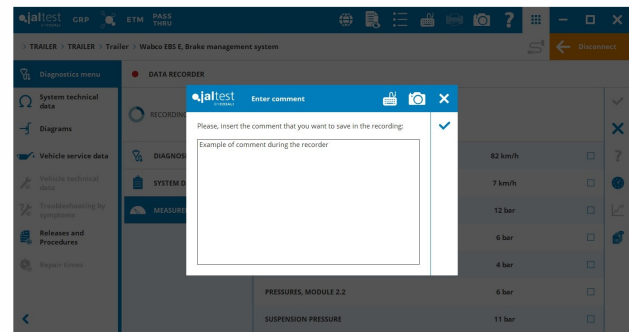 jaltest
GRP
ETM
PASS THRU
?
> TRAILER > TRAILER > Trailer > Wabco EBS E, Brake management system
Disconnect
Diagnostics menu
System technical data
Diagrams
Vehicle service data
Vehicle technical data
Troubleshooting by symptoms
Releases and Procedures
Repair times
DATA RECORDER
RECORDING
DIAGNOS
SYSTEM D
MEASURE
jaltest
Enter comment
Please, insert the comment that you want to save in the recording:
Example of comment during the recorder
82 km/h
7 km/h
12 bar
6 bar
4 bar
PRESSURES, MODULE 2.2
6 bar
SUSPENSION PRESSURE
11 bar
?